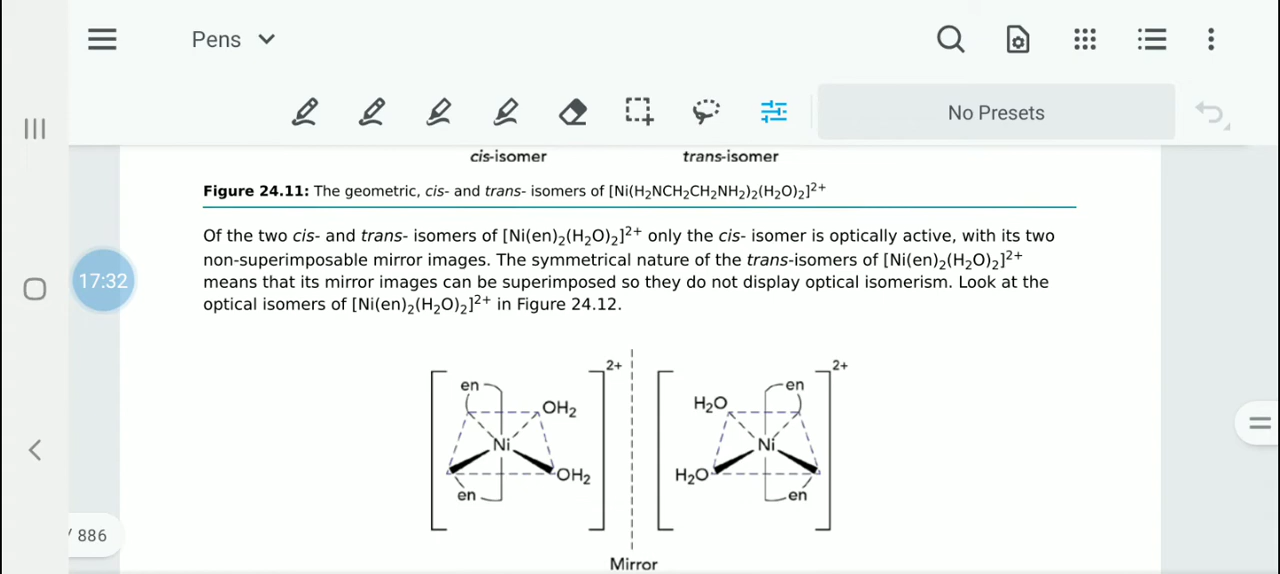 Pens
No Presets
cis-isomer trans-isomer
Figure 24.11: The geometric, cis- and trans- isomers of [Ni(H₂NCH₂CH₂NH₂)₂(H₂O)₂]²⁺
Of the two cis- and trans- isomers of [Ni(en)₂(H₂O)₂]²⁺ only the cis- isomer is optically active, with its two
non-superimposable mirror images. The symmetrical nature of the trans-isomers of [Ni(en)₂(H₂O)₂]²⁺
means that its mirror images can be superimposed so they do not display optical isomerism. Look at the
optical isomers of [Ni(en)₂(H₂O)₂]²⁺ in Figure 24.12.
17:32
2+ 2+
en en
OH₂ H₂O
Ni Ni
OH₂ H₂O
en en
/ 886
Mirror